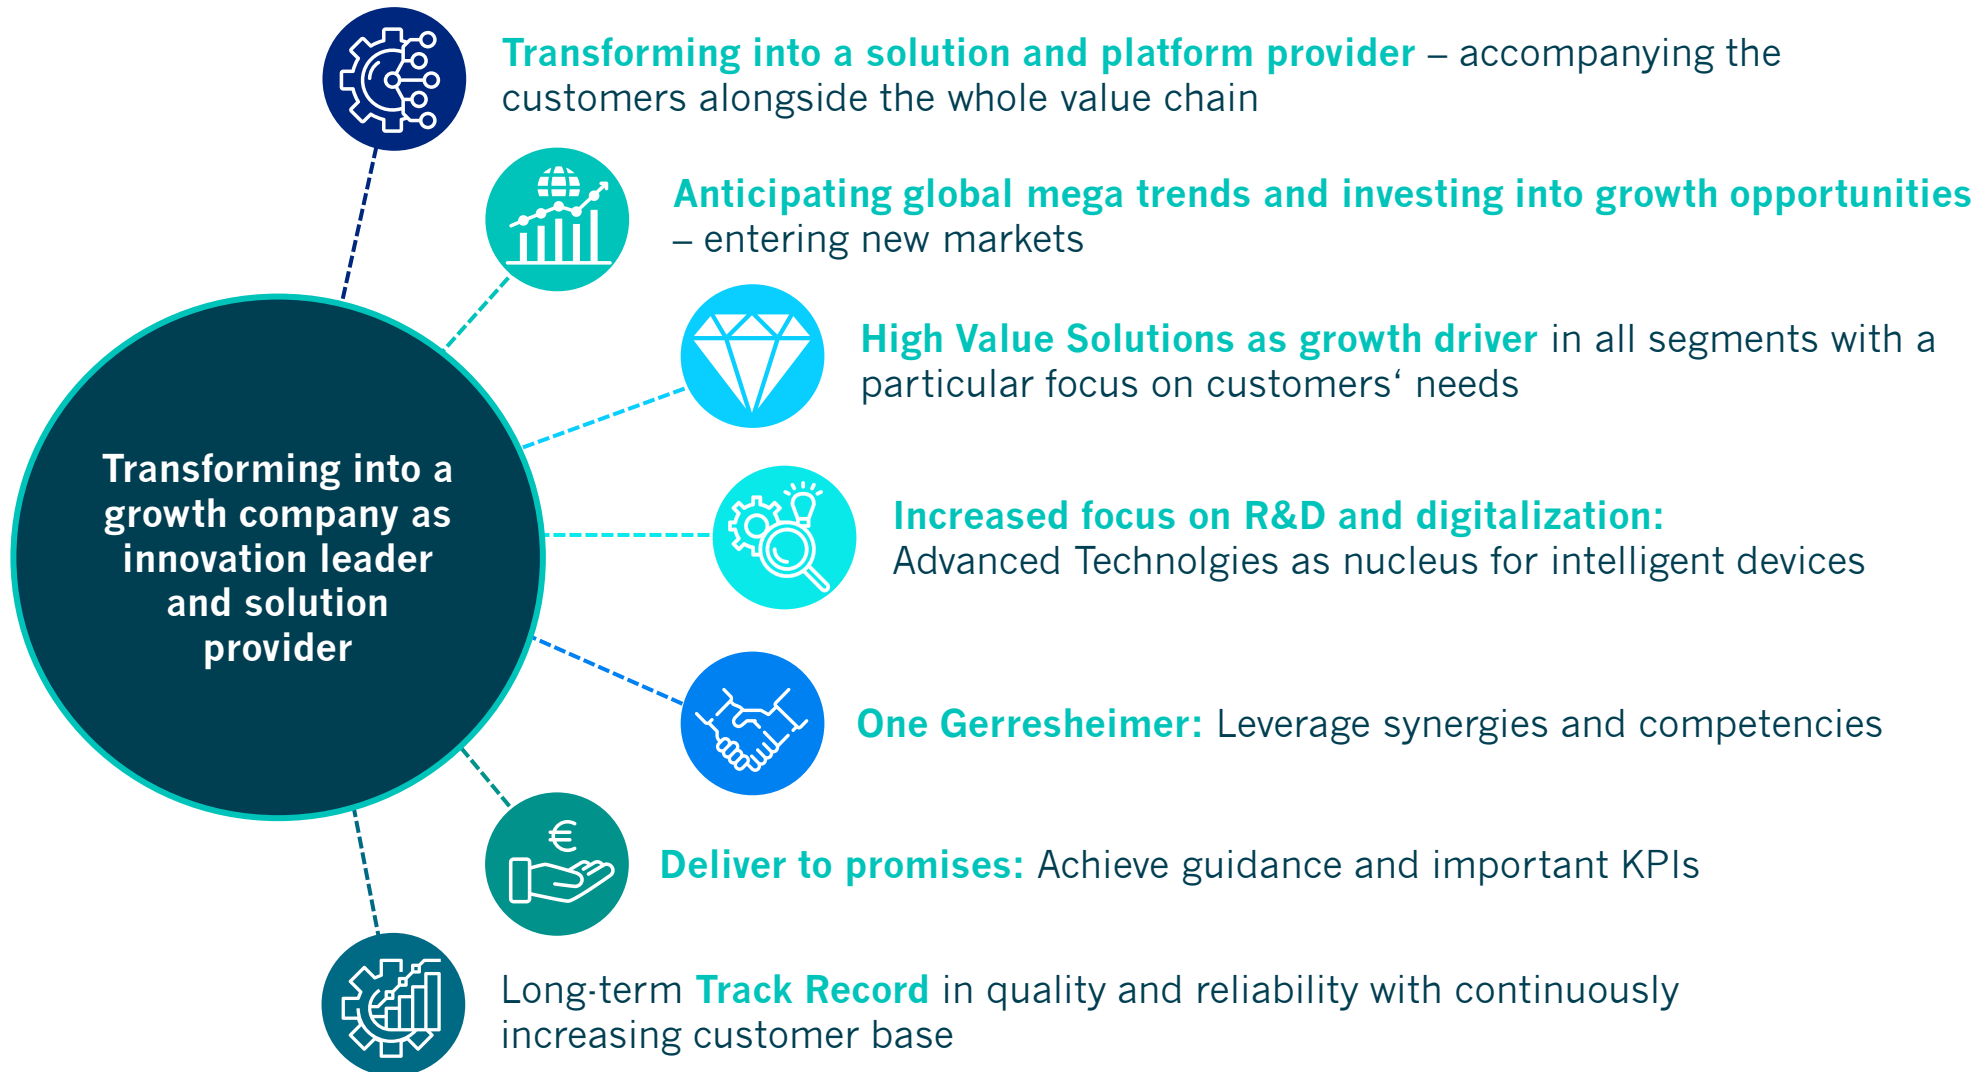 Transforming into a solution and platform provider – accompanying the
customers alongside the whole value chain
Anticipating global mega trends and investing into growth opportunities
– entering new markets
High Value Solutions as growth driver in all segments with a
particular focus on customers‘ needs
Transforming into a
growth company as
innovation leader
and solution
provider
Increased focus on R&D and digitalization:
Advanced Technolgies as nucleus for intelligent devices
One Gerresheimer: Leverage synergies and competencies
€
Deliver to promises: Achieve guidance and important KPIs
Long-term Track Record in quality and reliability with continuously
increasing customer base